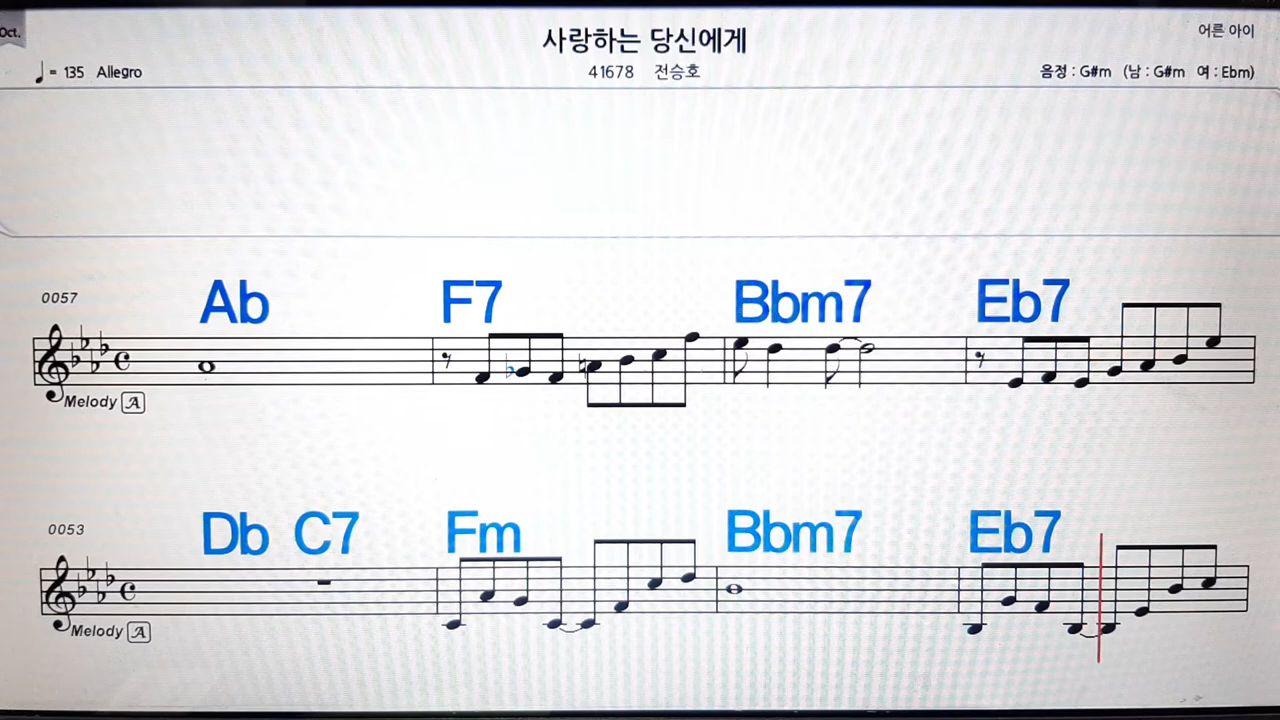 Oct.
사랑하는 당신에게
어른 아이
= 135 Allegro
41678 전승호
음정 : G#m (남 : G#m 여 : Ebm)
0057
Ab F7 Bbm7 Eb7
Melody A
0053
Db C7 Fm Bbm7 Eb7
Melody A